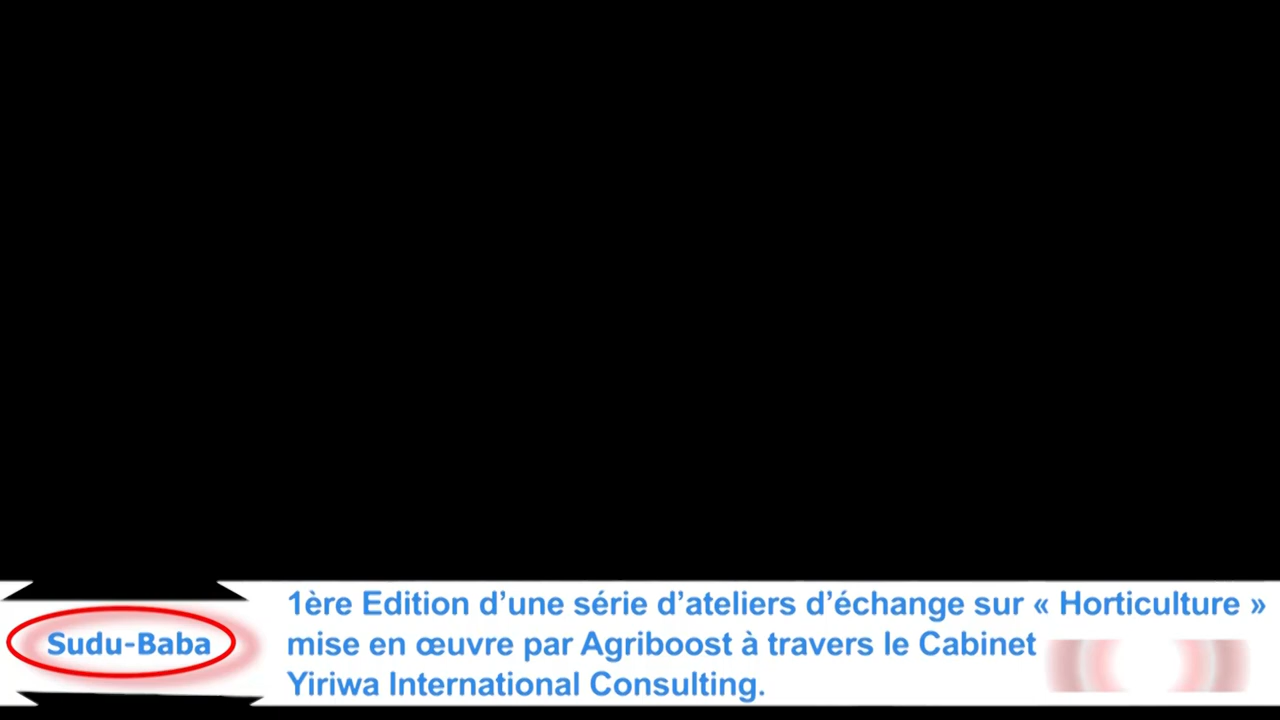 1ère Edition d’une série d’ateliers d’échange sur « Horticulture »
Sudu-Baba
mise en œuvre par Agriboost à travers le Cabinet
Yiriwa International Consulting.